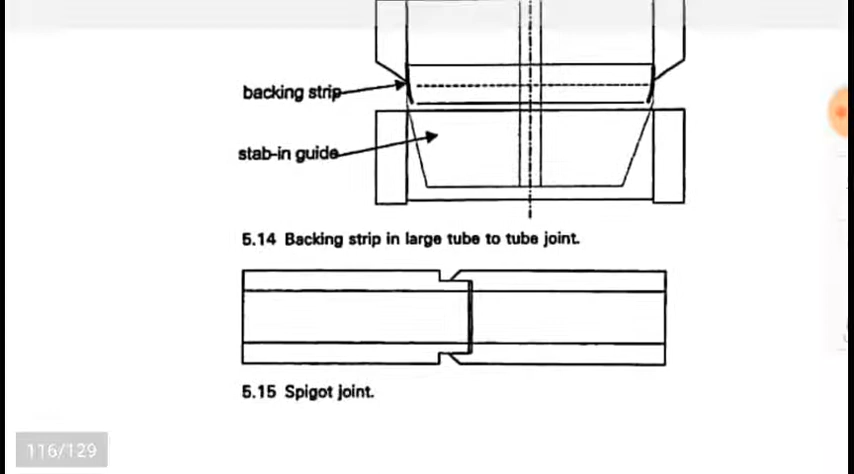 backing strip
stab-in guide
5.14 Backing strip in large tube to tube joint.
5.15 Spigot joint.
116/129